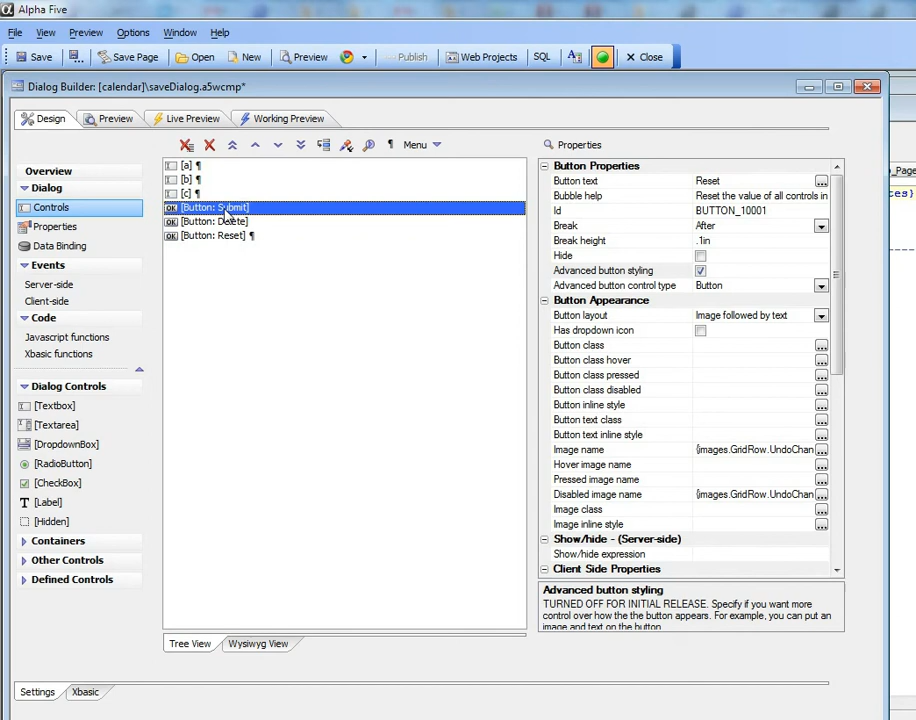 Alpha Five
File View Preview Options Window Help
Save Save Page Open New Preview Publish Web Projects SQL Close
Dialog Builder: [calendar]\saveDialog.a5wcmp*
Design Preview Live Preview Working Preview
Menu
Properties
Overview
Dialog
Controls
Properties
Data Binding
Events
Server-side
Client-side
Code
Javascript functions
Xbasic functions
Dialog Controls
[Textbox]
[Textarea]
[DropdownBox]
[RadioButton]
[CheckBox]
[Label]
[Hidden]
Containers
Other Controls
Defined Controls
[a] ¶
[b] ¶
[c] ¶
[Button: Submit]
[Button: Delete]
[Button: Reset] ¶
Button Properties
Button text Reset
Bubble help Reset the value of all controls in
Id BUTTON_10001
Break After
Break height .1in
Hide
Advanced button styling
Advanced button control type Button
Button Appearance
Button layout Image followed by text
Has dropdown icon
Button class
Button class hover
Button class pressed
Button class disabled
Button inline style
Button text class
Button text inline style
Image name {images.GridRow.UndoChan
Hover image name
Pressed image name
Disabled image name {images.GridRow.UndoChan
Image class
Image inline style
Show/hide - (Server-side)
Show/hide expression
Client Side Properties
Advanced button styling
TURNED OFF FOR INITIAL RELEASE. Specify if you want more
control over how the the button appears. For example, you can put an
image and text on the button.
Tree View Wysiwyg View
Settings Xbasic